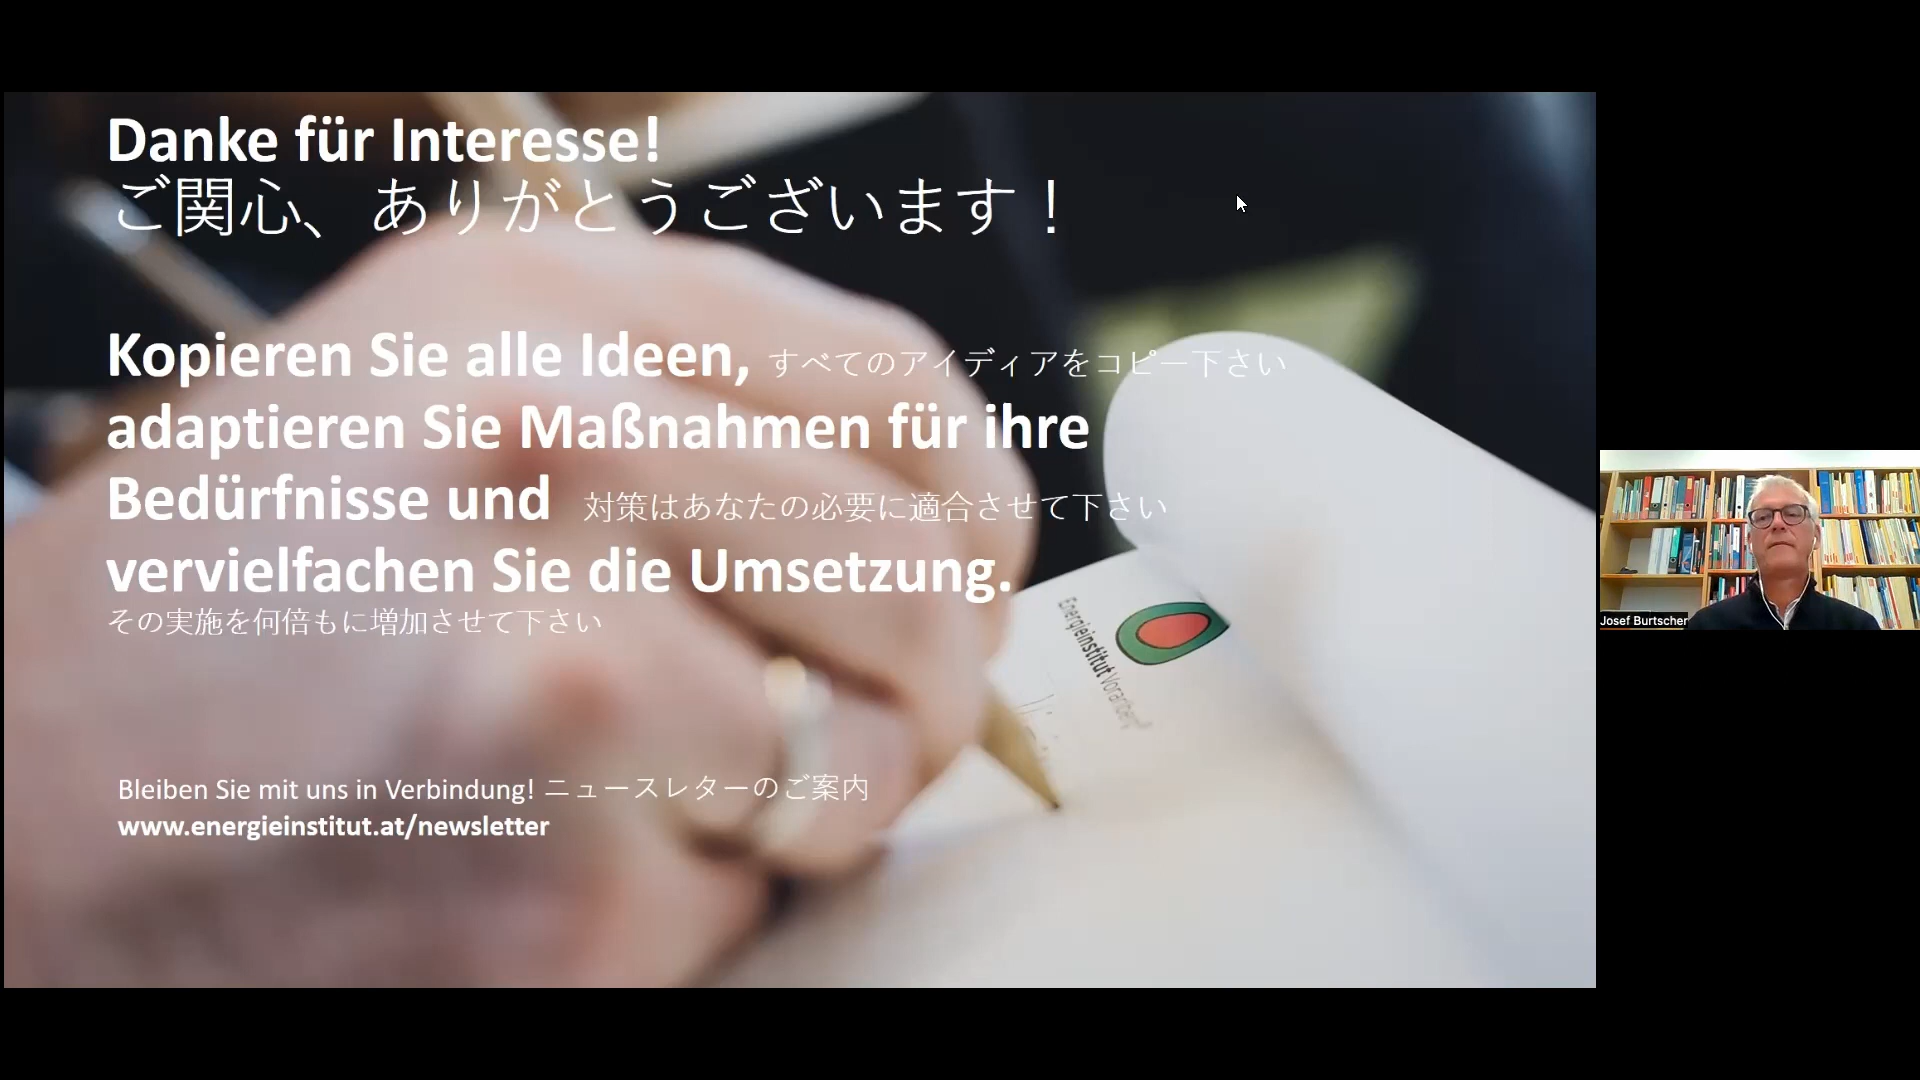 Danke für Interesse!
ご関心、ありがとうございます！
Kopieren Sie alle Ideen, すべてのアイディアをコピー下さい
adaptieren Sie Maßnahmen für ihre
Bedürfnisse und 対策はあなたの必要に適合させて下さい
vervielfachen Sie die Umsetzung.
その実施を何倍もに増加させて下さい
Energieinstitut Vorarlberg
Bleiben Sie mit uns in Verbindung! ニュースレターのご案内
www.energieinstitut.at/newsletter
Josef Burtscher